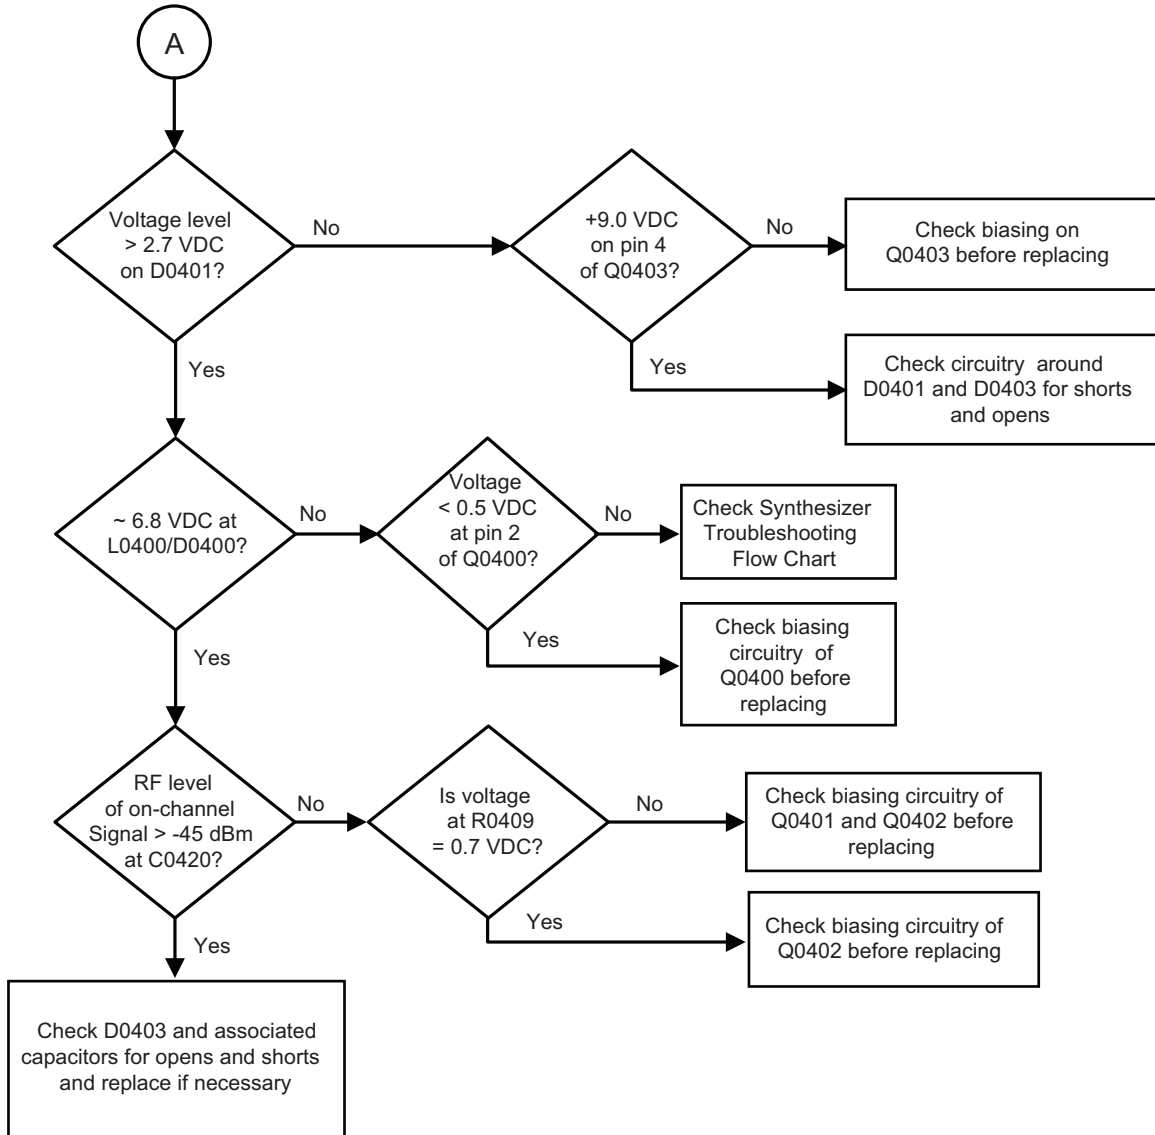 A
Voltage level
> 2.7 VDC
on D0401?
No
+9.0 VDC
on pin 4
of Q0403?
No
Check biasing on
Q0403 before replacing
Yes
Yes
Check circuitry around
D0401 and D0403 for shorts
and opens
~ 6.8 VDC at
L0400/D0400?
No
Voltage
< 0.5 VDC
at pin 2
of Q0400?
No
Check Synthesizer
Troubleshooting
Flow Chart
Yes
Yes
Check biasing
circuitry of
Q0400 before
replacing
RF level
of on-channel
Signal > -45 dBm
at C0420?
No
Is voltage
at R0409
= 0.7 VDC?
No
Check biasing circuitry of
Q0401 and Q0402 before
replacing
Yes
Yes
Check biasing circuitry of
Q0402 before replacing
Check D0403 and associated
capacitors for opens and shorts
and replace if necessary